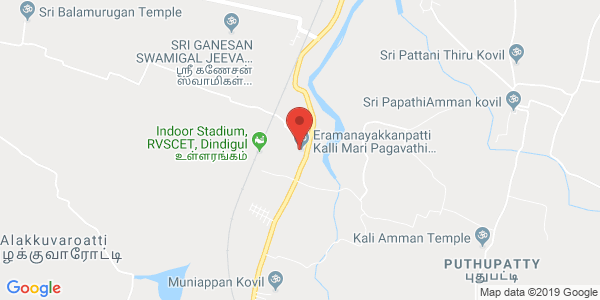 Sri Balamurugan Temple
SRI GANESAN
SWAMIGAL JEEVA...
ஸ்ரீ கணேசன்
ஸ்வாமிகள்...
Sri Pattani Thiru Kovil
Sri PapathiAmman kovil
Indoor Stadium,
RVSCET, Dindigul
உள்ளரங்கம்
Eramanayakkanpatti
Kalli Mari Pagavathi...
Alakkuvaroatti
ழக்குவாரோட்டி
Kali Amman Temple
PUTHUPATTY
புதுபட்டி
Muniappan Kovil
Google
Map data ©2019 Google